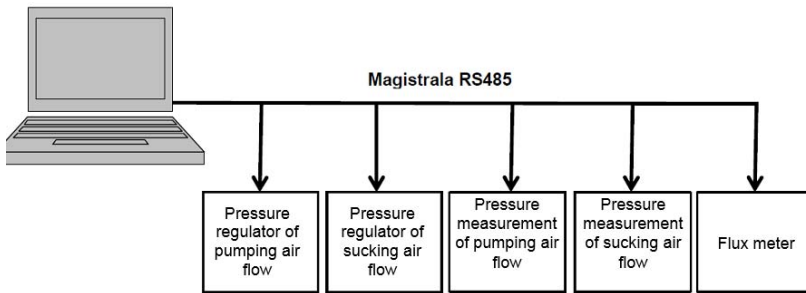 Magistrala RS485
Pressure
regulator of
pumping air
flow
Pressure
regulator of
sucking air
flow
Pressure
measurement
of pumping air
flow
Pressure
measurement
of sucking air
flow
Flux meter